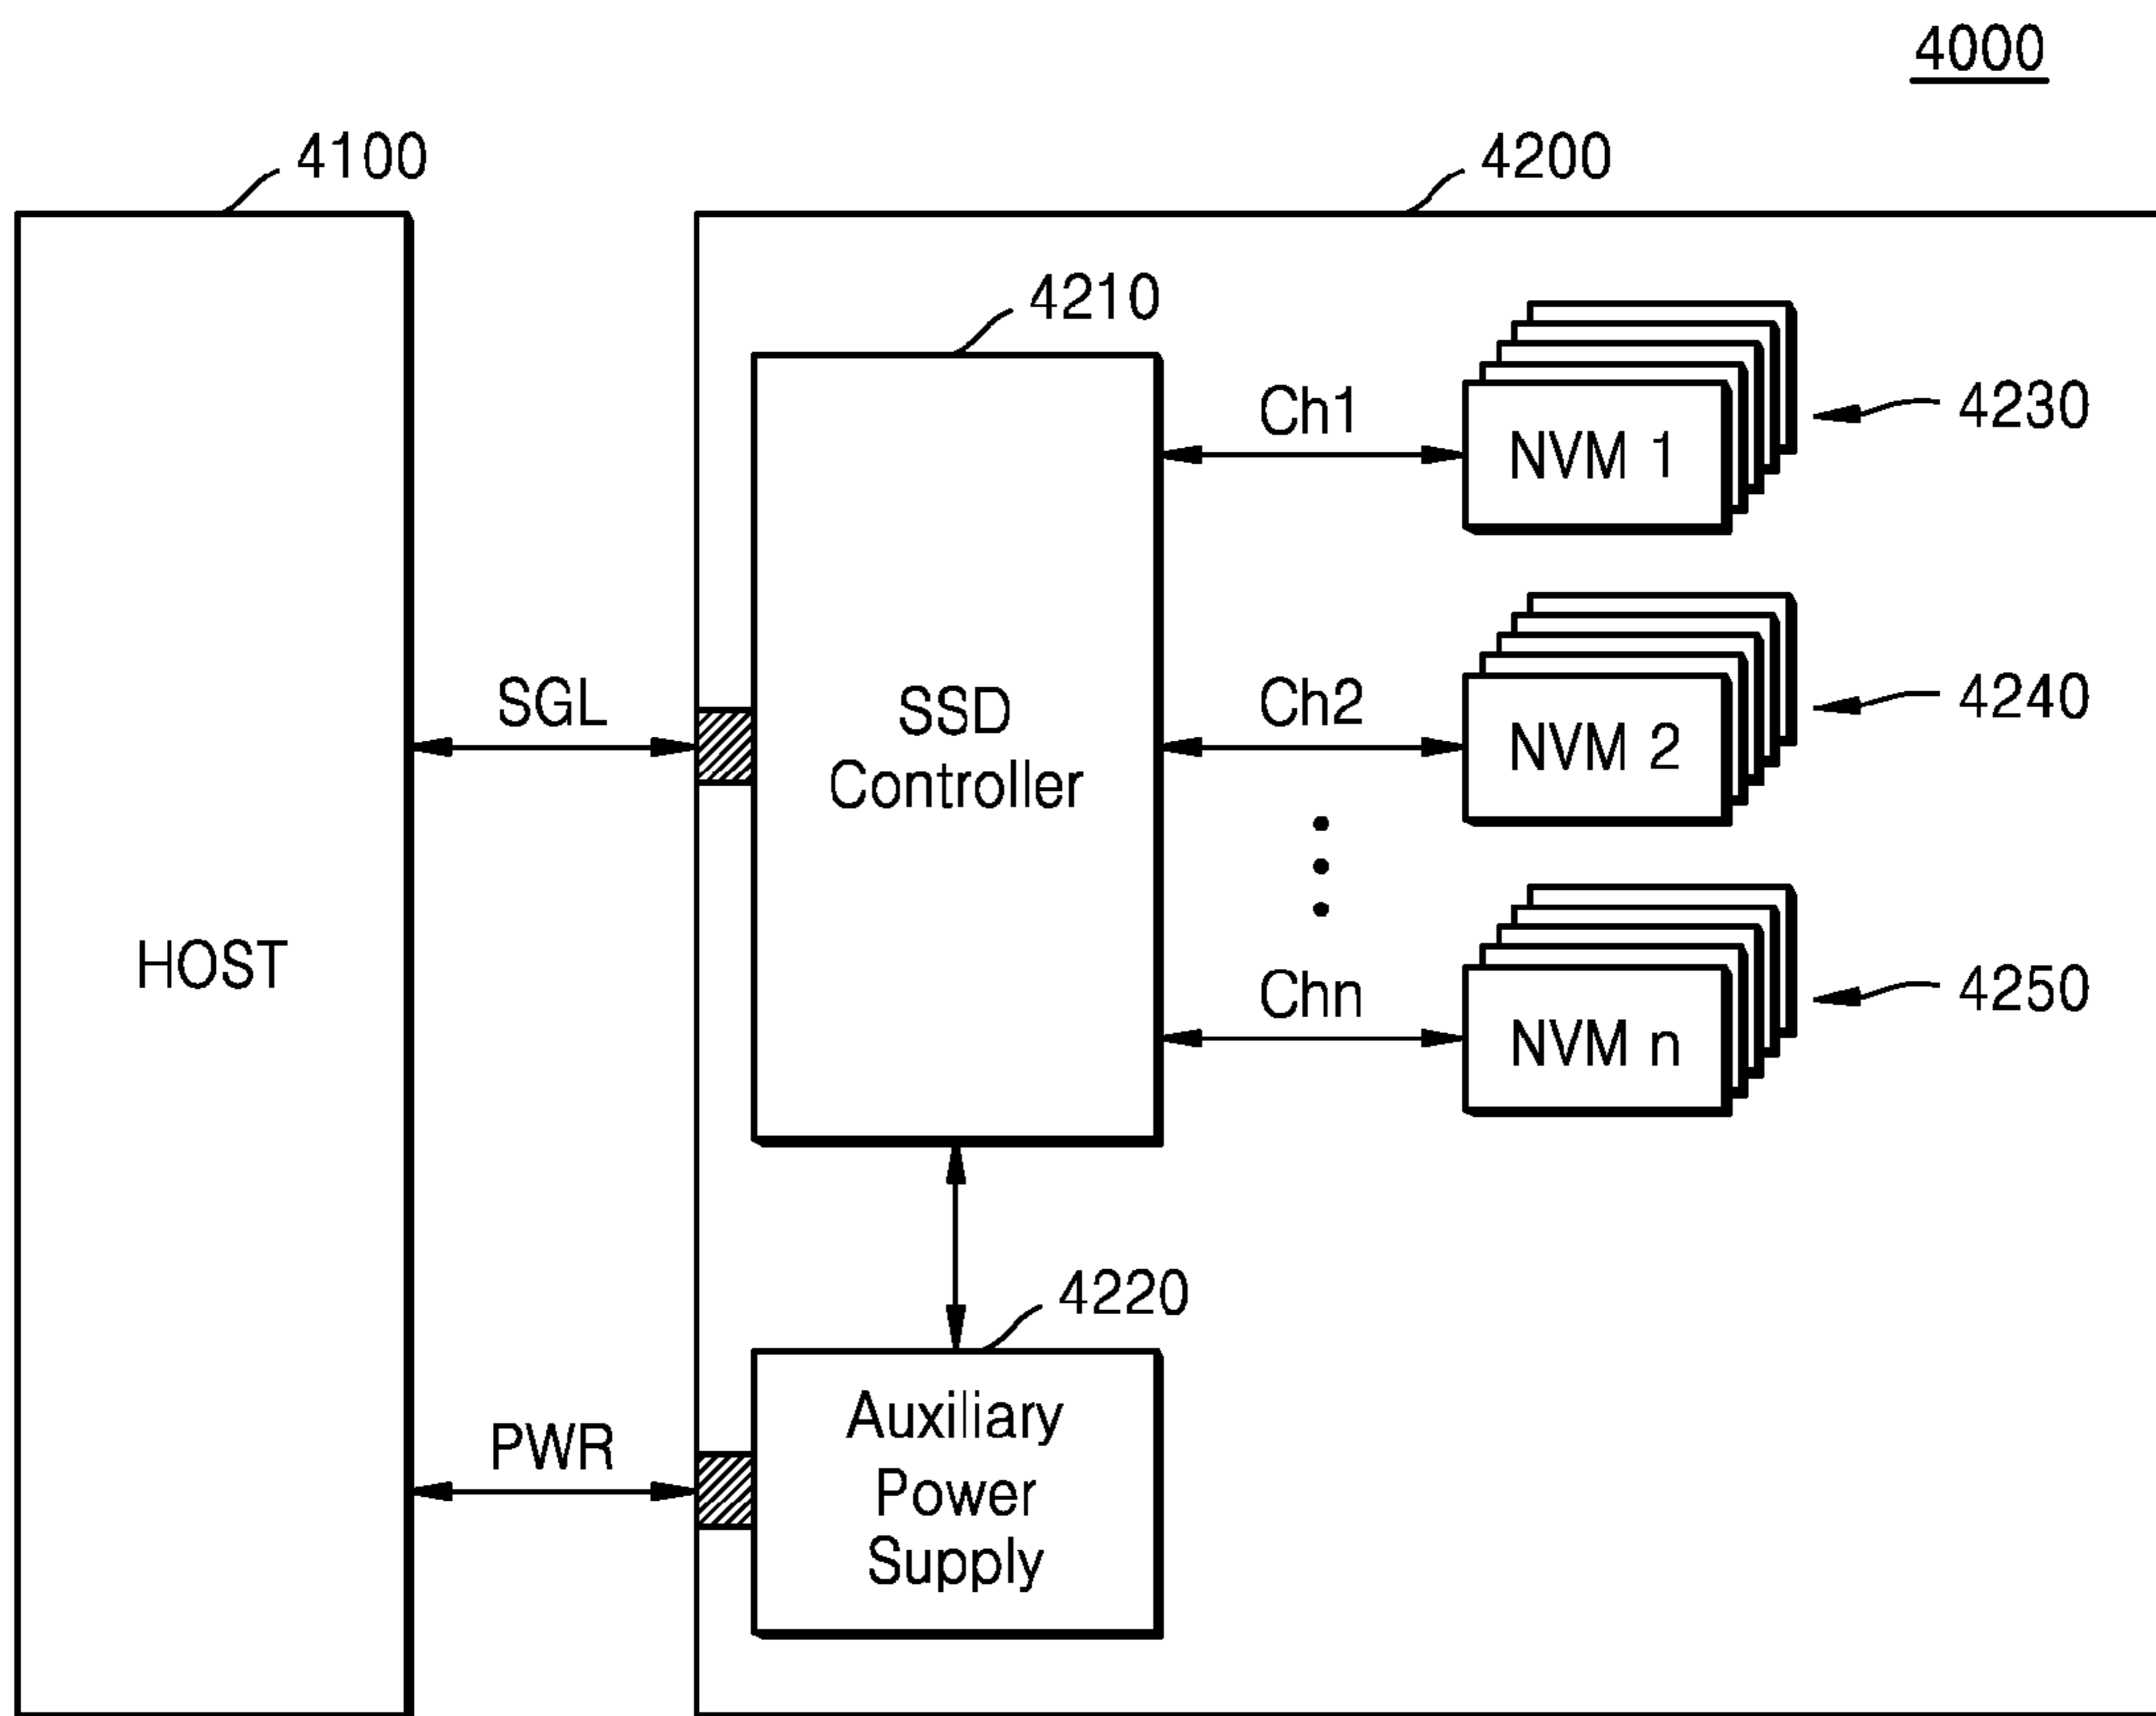 4000
4100
4200
4210
Ch1
NVM 1
4230
SGL
SSD
Controller
Ch2
NVM 2
4240
HOST
Chn
NVM n
4250
4220
PWR
Auxiliary
Power
Supply